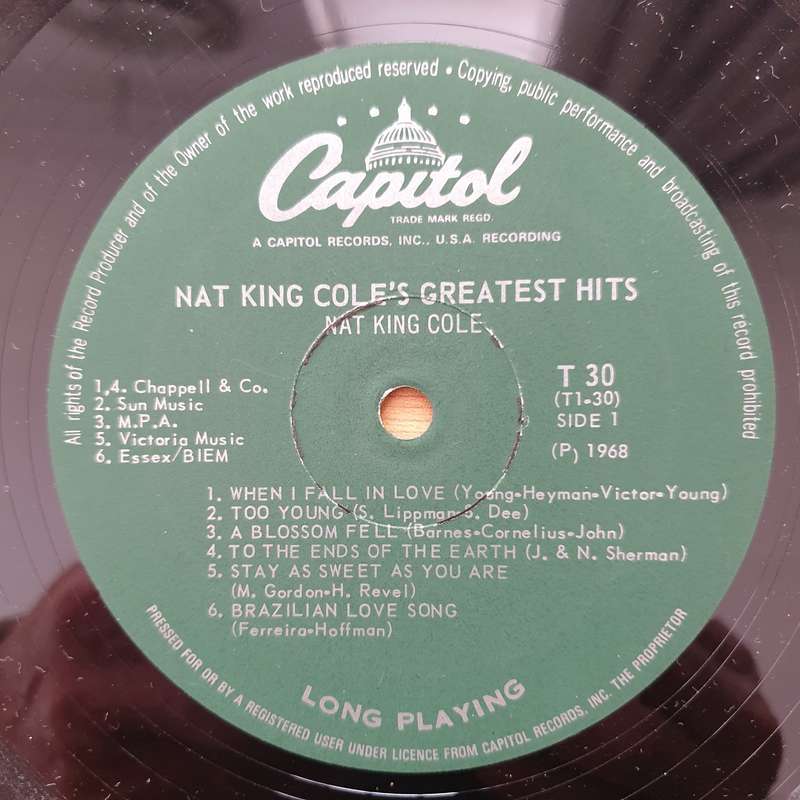 All rights of the Record Producer and of the Owner of the work reproduced reserved • Copying, public performance and broadcasting of this record prohibited
Capitol
TRADE MARK REGD.
A CAPITOL RECORDS, INC., U.S.A. RECORDING
NAT KING COLE'S GREATEST HITS
NAT KING COLE
1,4. Chappell & Co.
2. Sun Music
3. M.P.A.
5. Victoria Music
6. Essex/BIEM
T 30
(T1-30)
SIDE 1
(P) 1968
1. WHEN I FALL IN LOVE (Young-Heyman-Victor-Young)
2. TOO YOUNG (S. Lippman-S. Dee)
3. A BLOSSOM FELL (Barnes-Cornelius-John)
4. TO THE ENDS OF THE EARTH (J. & N. Sherman)
5. STAY AS SWEET AS YOU ARE
(M. Gordon-H. Revel)
6. BRAZILIAN LOVE SONG
(Ferreira-Hoffman)
LONG PLAYING
PRESSED FOR OR BY A REGISTERED USER UNDER LICENCE FROM CAPITOL RECORDS, INC. THE PROPRIETOR